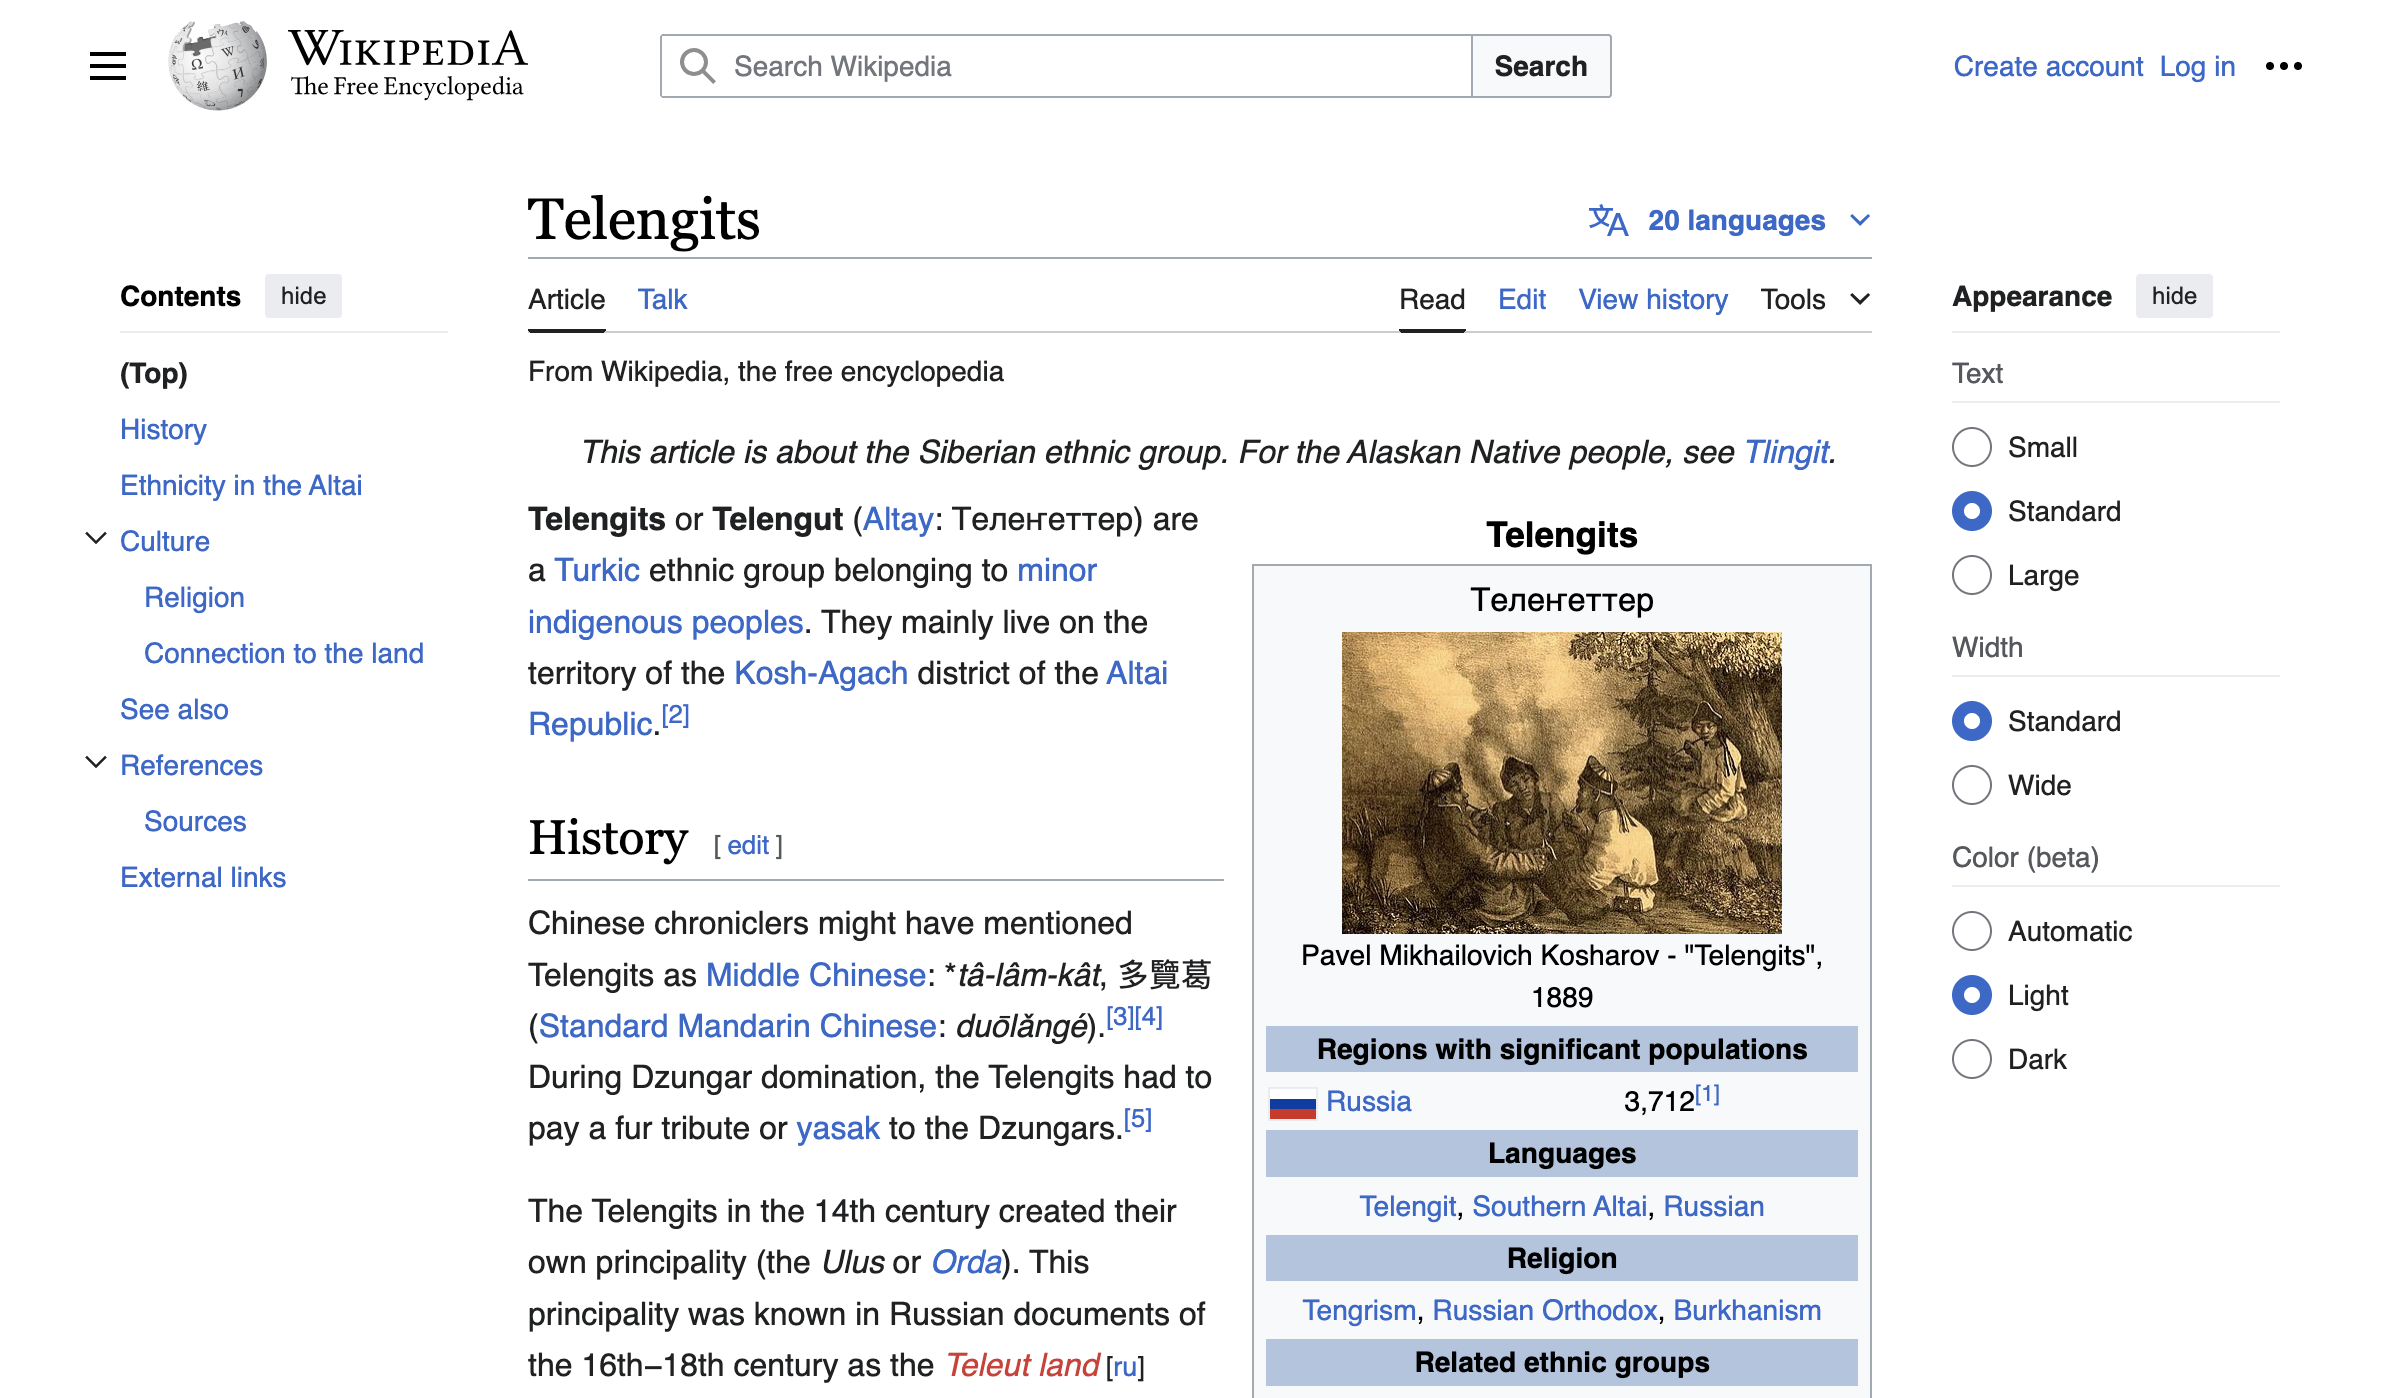 WIKIPEDIA
The Free Encyclopedia
Search Wikipedia
Search
Create account Log in
Contents hide
(Top)
History
Ethnicity in the Altai
Culture
Religion
Connection to the land
See also
References
Sources
External links
Telengits
20 languages
Article Talk
Read Edit View history Tools
From Wikipedia, the free encyclopedia
This article is about the Siberian ethnic group. For the Alaskan Native people, see Tlingit.
Telengits or Telengut (Altay: Теленгеттер) are
a Turkic ethnic group belonging to minor
indigenous peoples. They mainly live on the
territory of the Kosh-Agach district of the Altai
Republic.[2]
History [ edit ]
Chinese chroniclers might have mentioned
Telengits as Middle Chinese: *tâ-lâm-kât, 多覽葛
(Standard Mandarin Chinese: duōlǎngé).[3][4]
During Dzungar domination, the Telengits had to
pay a fur tribute or yasak to the Dzungars.[5]
The Telengits in the 14th century created their
own principality (the Ulus or Orda). This
principality was known in Russian documents of
the 16th–18th century as the Teleut land [ru]
Telengits
Теленгеттер
Pavel Mikhailovich Kosharov - "Telengits",
1889
Regions with significant populations
Russia 3,712[1]
Languages
Telengit, Southern Altai, Russian
Religion
Tengrism, Russian Orthodox, Burkhanism
Related ethnic groups
Appearance hide
Text
Small
Standard
Large
Width
Standard
Wide
Color (beta)
Automatic
Light
Dark